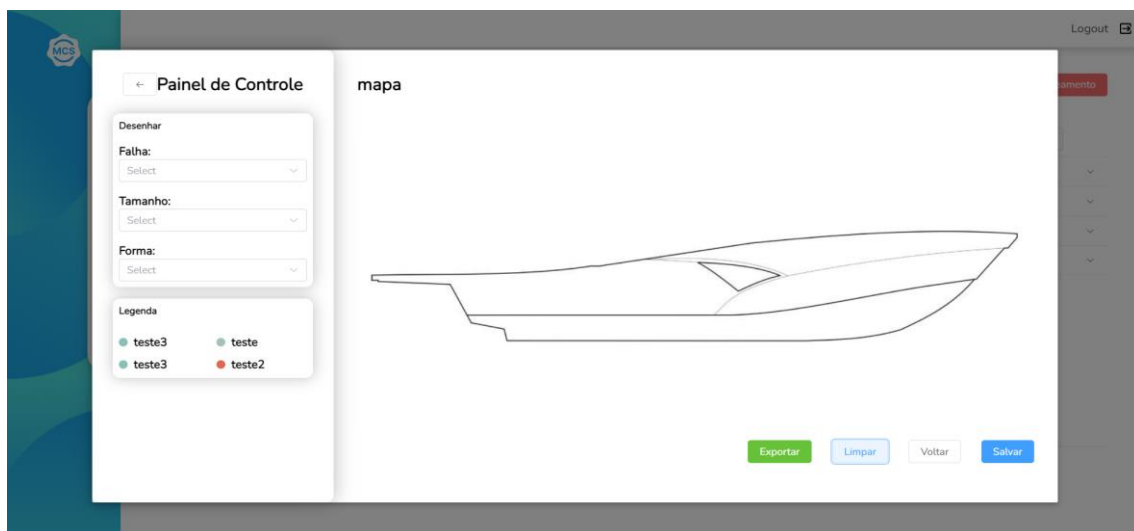 Logout
MCS
← Painel de Controle
mapa
Desenhar
Falha:
Select
Tamanho:
Select
Forma:
Select
Legenda
teste3 teste
teste3 teste2
Exportar Limpar Voltar Salvar